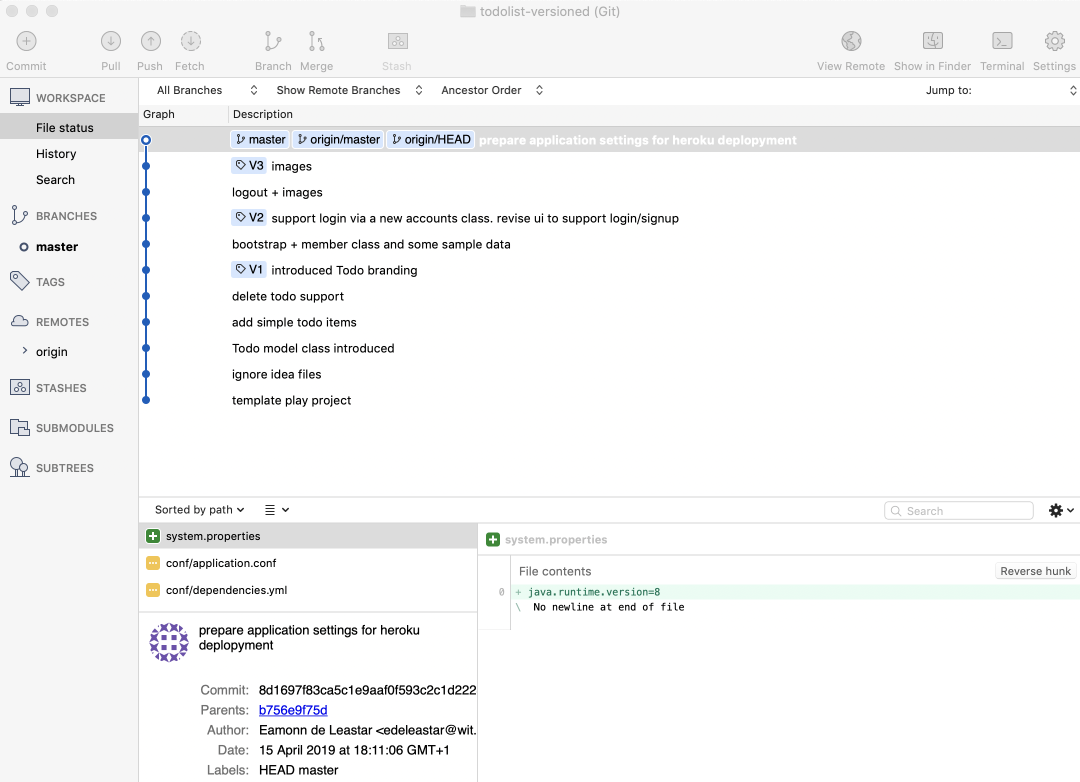 todolist-versioned (Git)
Commit Pull Push Fetch Branch Merge Stash View Remote Show in Finder Terminal Settings
WORKSPACE
File status
History
Search
BRANCHES
master
TAGS
REMOTES
origin
STASHES
SUBMODULES
SUBTREES
All Branches Show Remote Branches Ancestor Order Jump to:
Graph Description
master origin/master origin/HEAD prepare application settings for heroku deplopyment
V3 images
logout + images
V2 support login via a new accounts class. revise ui to support login/signup
bootstrap + member class and some sample data
V1 introduced Todo branding
delete todo support
add simple todo items
Todo model class introduced
ignore idea files
template play project
Sorted by path Search
system.properties
conf/application.conf
conf/dependencies.yml
prepare application settings for heroku
deplopyment
Commit: 8d1697f83ca5c1e9aaf0f593c2c1d222
Parents: b756e9f75d
Author: Eamonn de Leastar <edeleastar@wit.
Date: 15 April 2019 at 18:11:06 GMT+1
Labels: HEAD master
system.properties
File contents Reverse hunk
0 + java.runtime.version=8
\ No newline at end of file